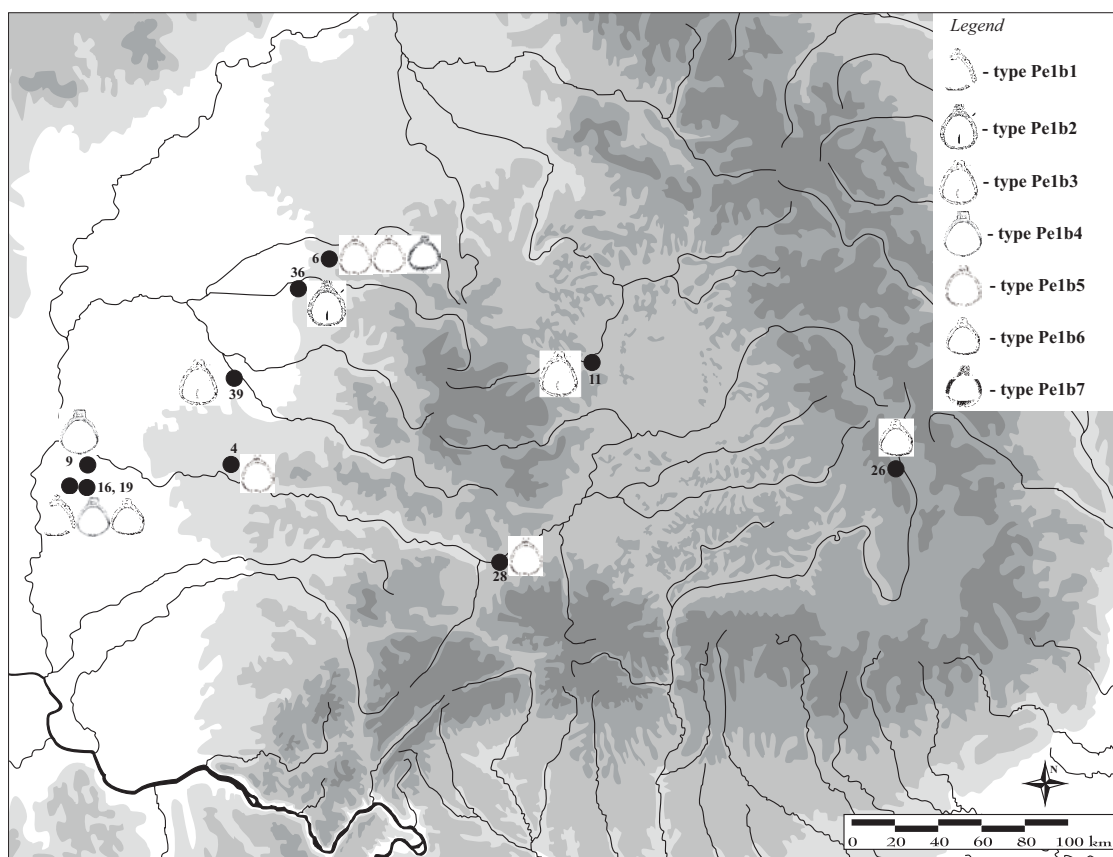 Legend
- type Pe1b1
- type Pe1b2
- type Pe1b3
- type Pe1b4
- type Pe1b5
- type Pe1b6
- type Pe1b7
6
36
11
39
9
4
26
16, 19
28
N
0 20 40 60 80 100 km